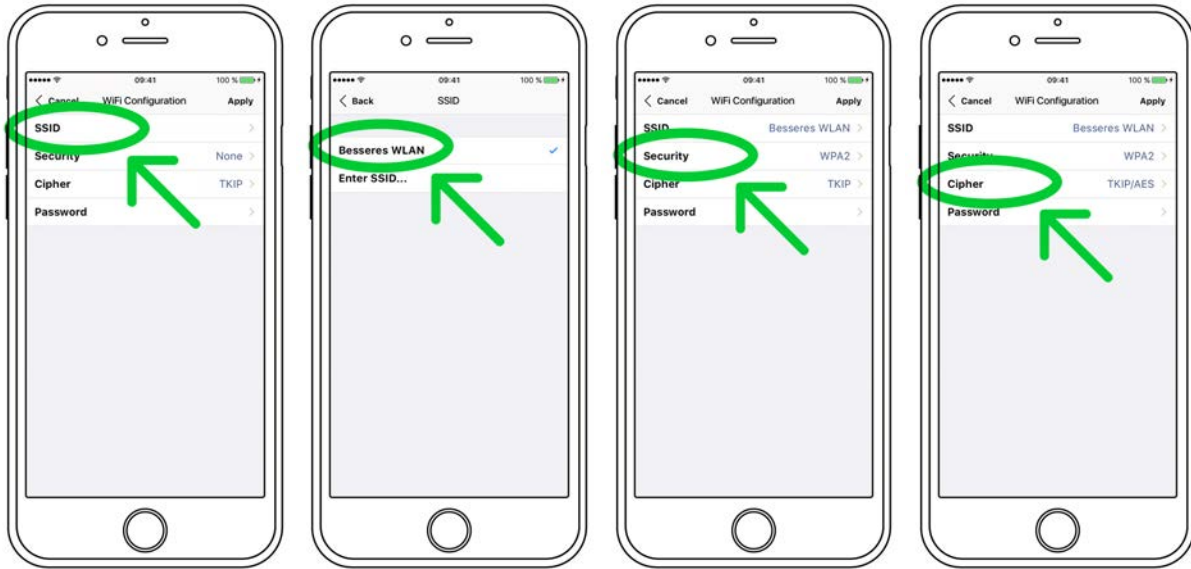 09:41 100 %
Cancel WiFi Configuration Apply
SSID
Security None
Cipher TKIP
Password
09:41 100 %
Back SSID
Besseres WLAN
Enter SSID...
09:41 100 %
Cancel WiFi Configuration Apply
SSID Besseres WLAN
Security WPA2
Cipher TKIP
Password
09:41 100 %
Cancel WiFi Configuration Apply
SSID Besseres WLAN
Security WPA2
Cipher TKIP/AES
Password